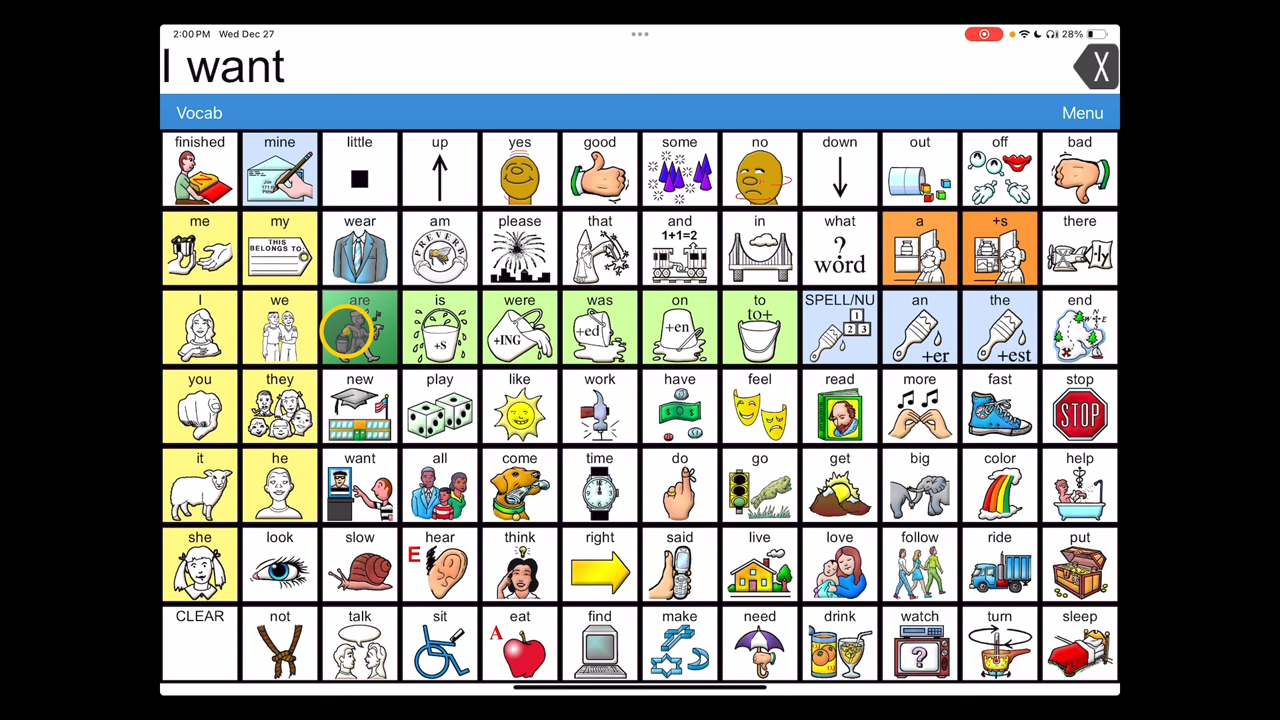 2:00 PM Wed Dec 27 28%
I want X
Vocab Menu
finished mine little up yes good some no down out off bad
me my wear am please that and in what a +s there
THIS BELONGS TO PREVERB 1+1=2 ? word -ly
I we are is were was on to SPELL/NU an the end
+s +ING +ed +en to+ 1 2 3 +er +est N W E X
you they new play like work have feel read more fast stop
STOP
it he want all come time do go get big color help
she look slow hear think right said live love follow ride put
E
CLEAR not talk sit eat find make need drink watch turn sleep
A ?